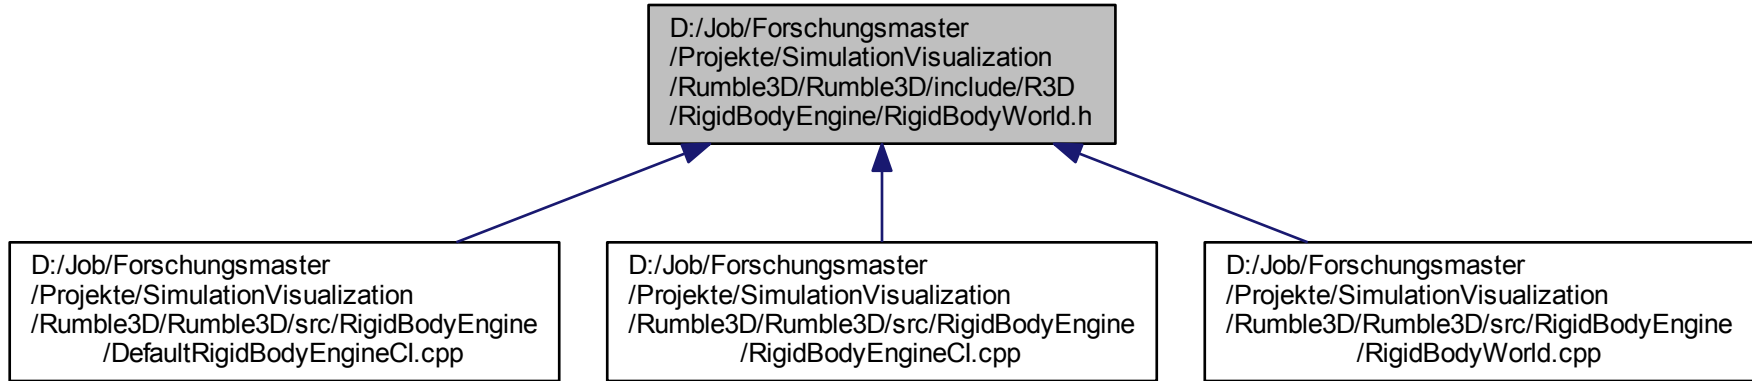 D:/Job/Forschungsmaster
/Projekte/SimulationVisualization
/Rumble3D/Rumble3D/include/R3D
/RigidBodyEngine/RigidBodyWorld.h
D:/Job/Forschungsmaster
/Projekte/SimulationVisualization
/Rumble3D/Rumble3D/src/RigidBodyEngine
/DefaultRigidBodyEngineCI.cpp
D:/Job/Forschungsmaster
/Projekte/SimulationVisualization
/Rumble3D/Rumble3D/src/RigidBodyEngine
/RigidBodyEngineCI.cpp
D:/Job/Forschungsmaster
/Projekte/SimulationVisualization
/Rumble3D/Rumble3D/src/RigidBodyEngine
/RigidBodyWorld.cpp